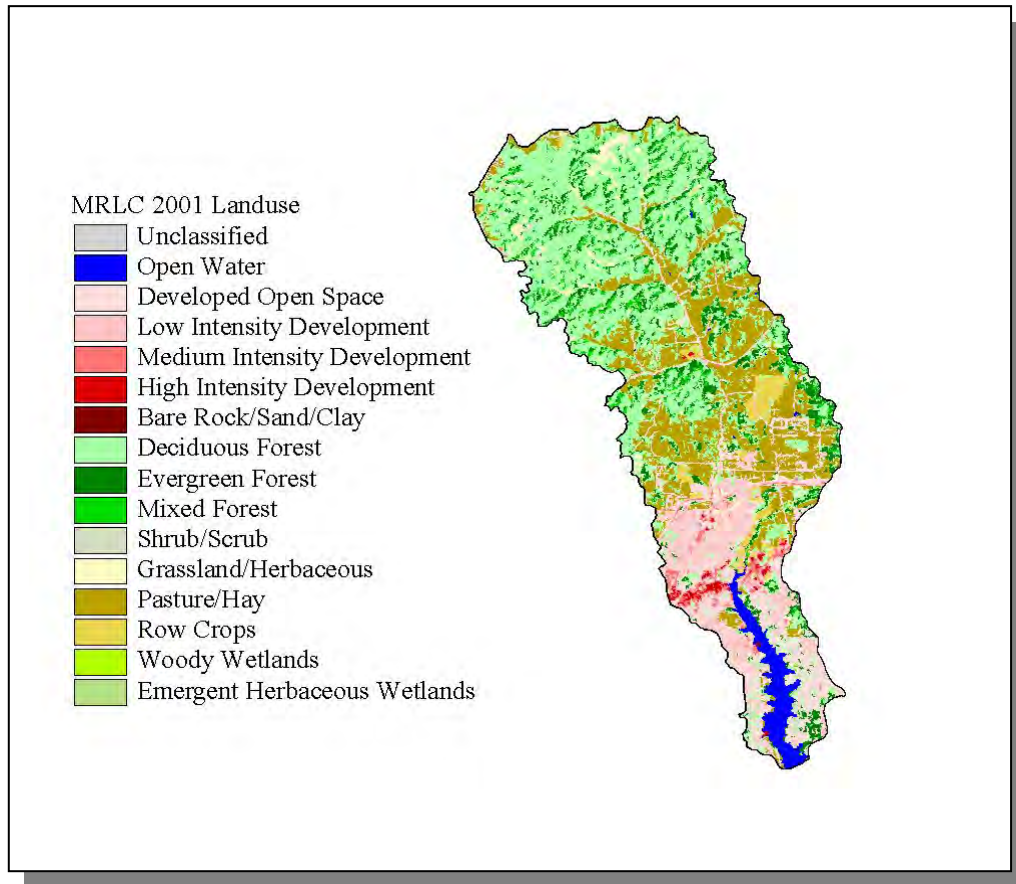 MRLC 2001 Landuse
Unclassified
Open Water
Developed Open Space
Low Intensity Development
Medium Intensity Development
High Intensity Development
Bare Rock/Sand/Clay
Deciduous Forest
Evergreen Forest
Mixed Forest
Shrub/Scrub
Grassland/Herbaceous
Pasture/Hay
Row Crops
Woody Wetlands
Emergent Herbaceous Wetlands